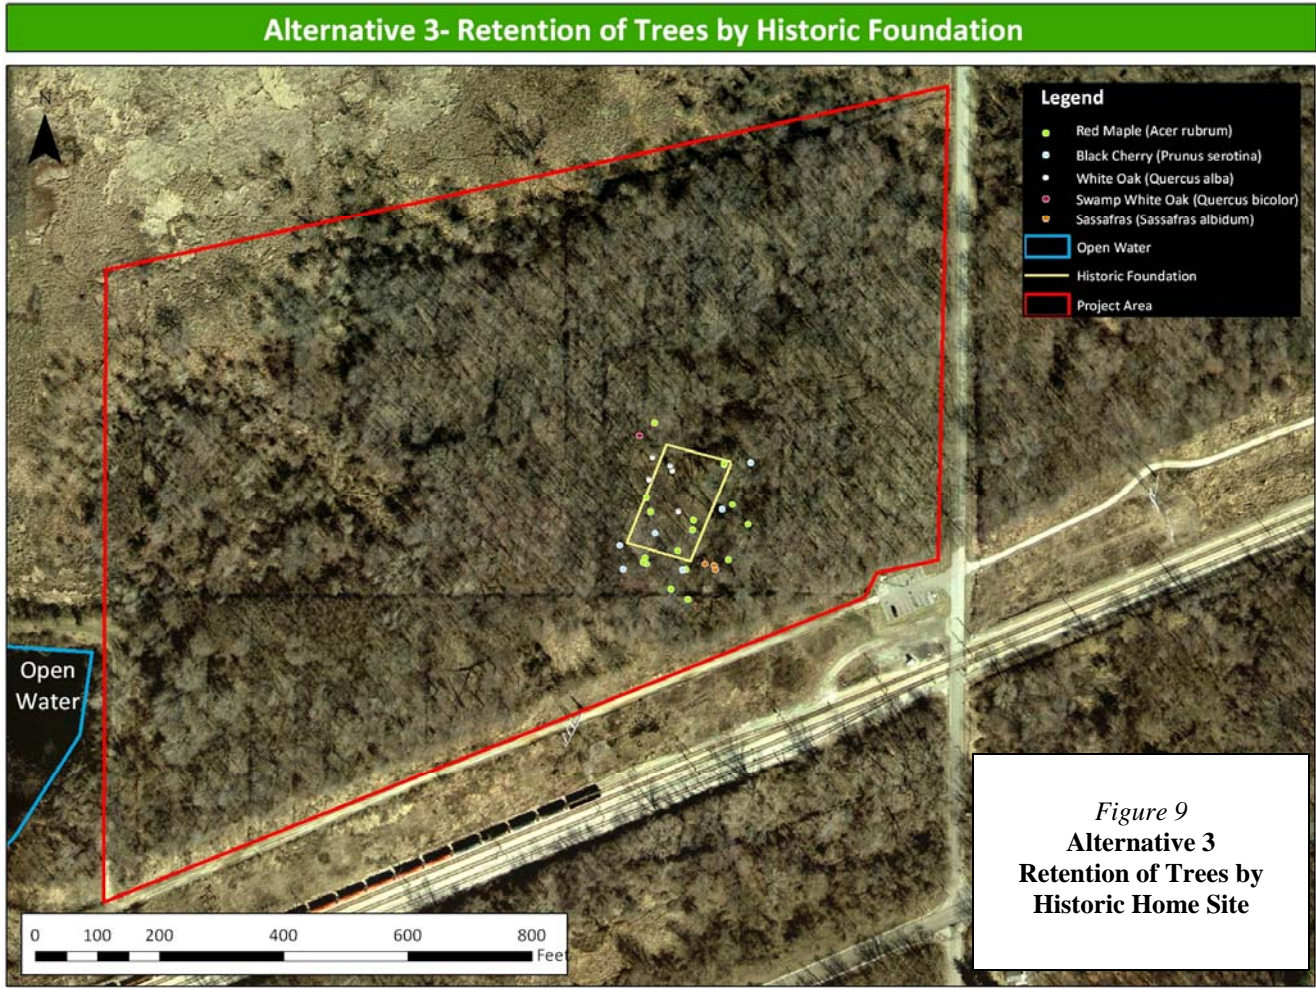 Alternative 3- Retention of Trees by Historic Foundation
N
Legend
Red Maple (Acer rubrum)
Black Cherry (Prunus serotina)
White Oak (Quercus alba)
Swamp White Oak (Quercus bicolor)
Sassafras (Sassafras albidum)
Open Water
Historic Foundation
Project Area
Open
Water
Figure 9
Alternative 3
Retention of Trees by
Historic Home Site
0 100 200 400 600 800
Feet